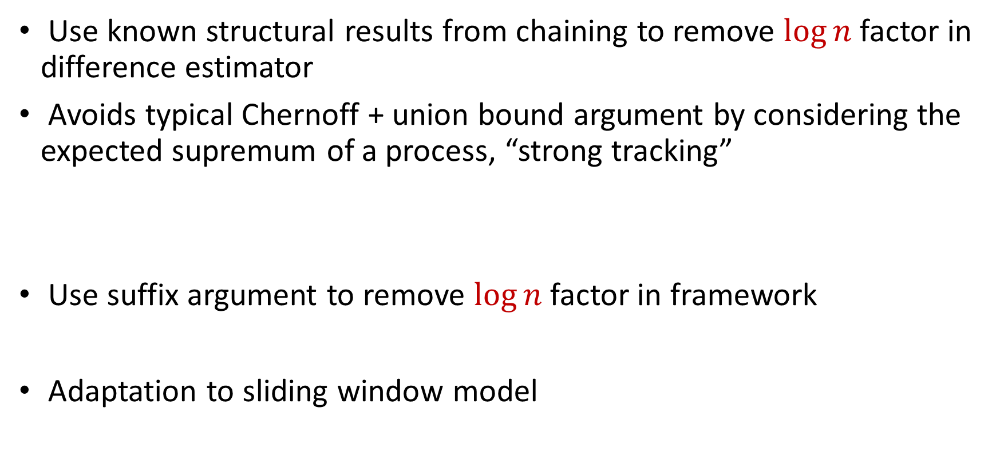 • Use known structural results from chaining to remove log n factor in
difference estimator
• Avoids typical Chernoff + union bound argument by considering the
expected supremum of a process, “strong tracking”
• Use suffix argument to remove log n factor in framework
• Adaptation to sliding window model